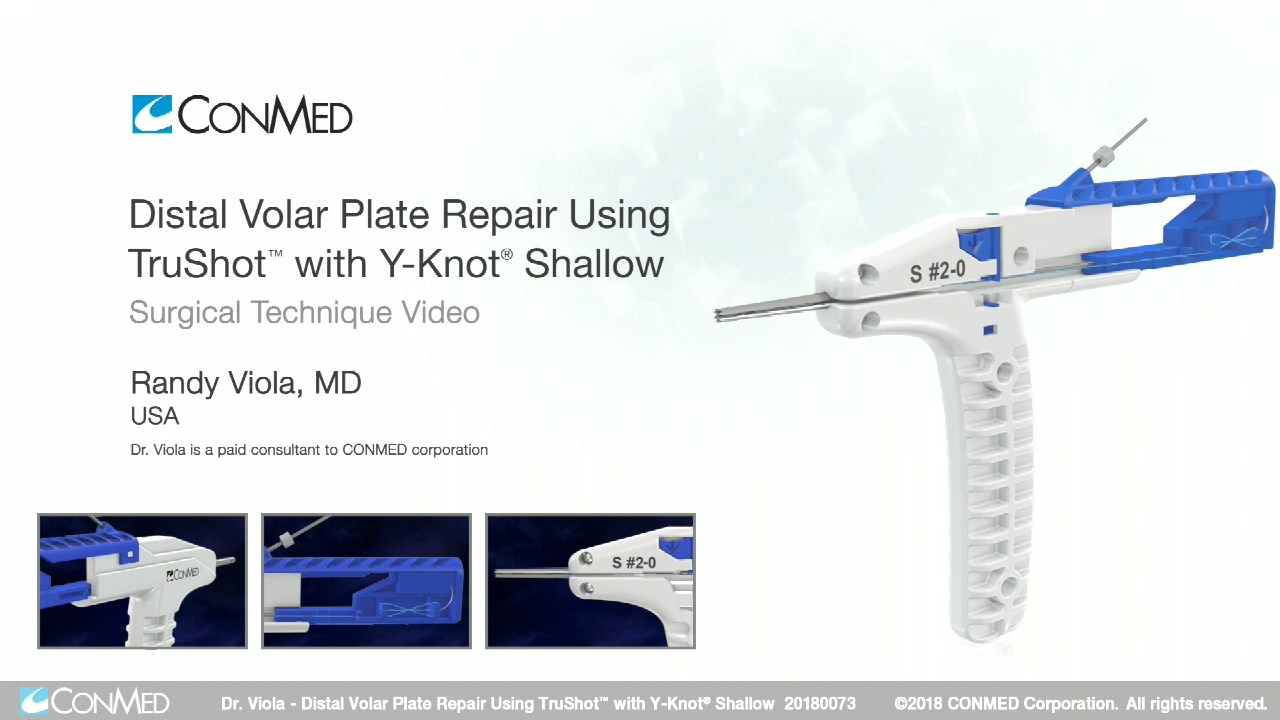 CONMED
Distal Volar Plate Repair Using
TruShot™ with Y-Knot® Shallow
Surgical Technique Video
Randy Viola, MD
USA
Dr. Viola is a paid consultant to CONMED corporation
S #2-0
CONMED
S #2-0
CONMED Dr. Viola - Distal Volar Plate Repair Using TruShot™ with Y-Knot® Shallow 20180073 ©2018 CONMED Corporation. All rights reserved.